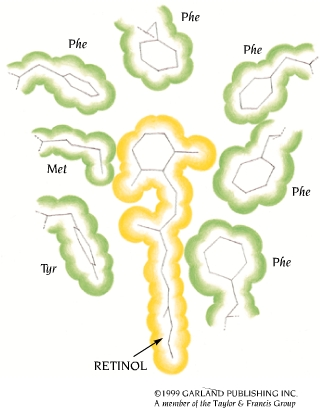 Phe
Phe
Phe
Met
Phe
Tyr
Phe
RETINOL
©1999 GARLAND PUBLISHING INC.
A member of the Taylor & Francis Group